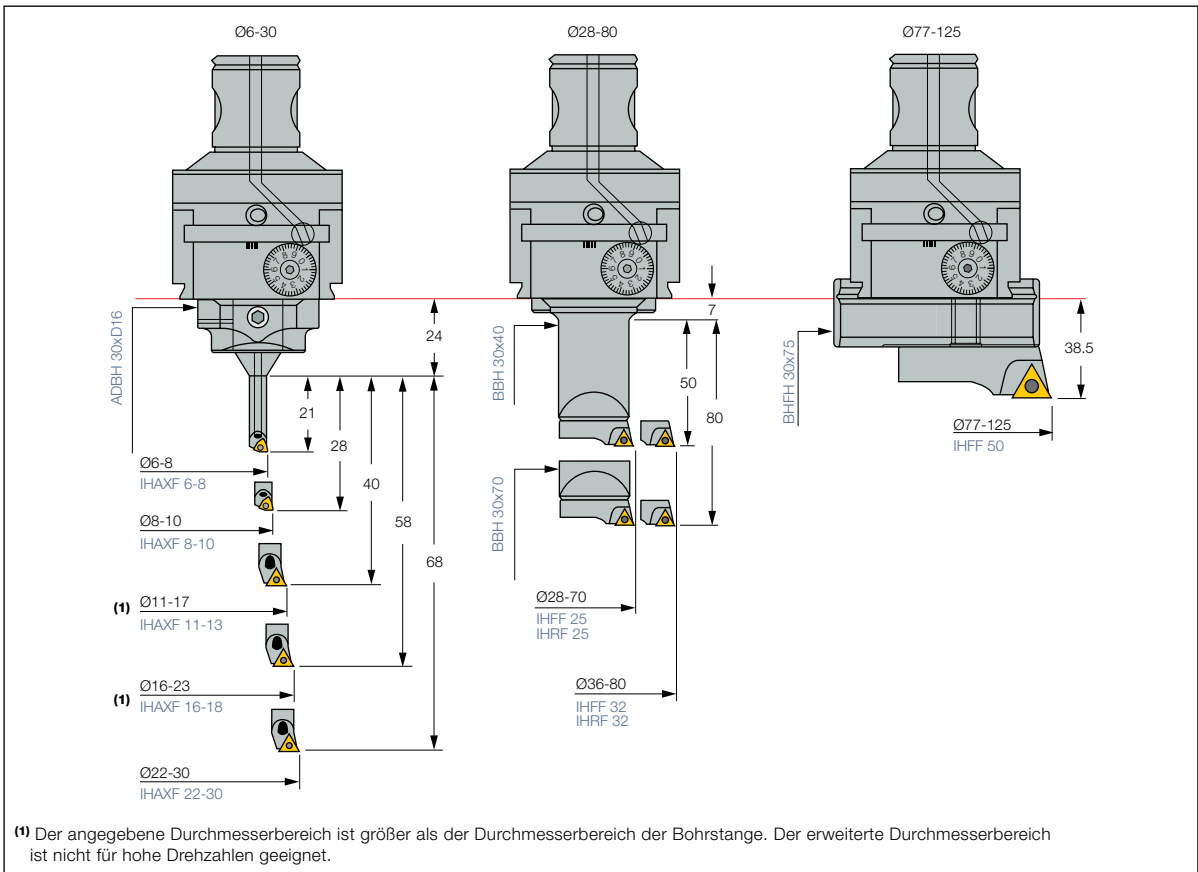 Ø6-30
Ø28-80
Ø77-125
ADBH 30xD16
24
21
28
40
58
68
Ø6-8
IHAXF 6-8
Ø8-10
IHAXF 8-10
(1) Ø11-17
IHAXF 11-13
(1) Ø16-23
IHAXF 16-18
Ø22-30
IHAXF 22-30
BBH 30x40
7
50
80
BBH 30x70
Ø28-70
IHFF 25
IHRF 25
Ø36-80
IHFF 32
IHRF 32
BHFH 30x75
38.5
Ø77-125
IHFF 50
(1) Der angegebene Durchmesserbereich ist größer als der Durchmesserbereich der Bohrstange. Der erweiterte Durchmesserbereich
ist nicht für hohe Drehzahlen geeignet.